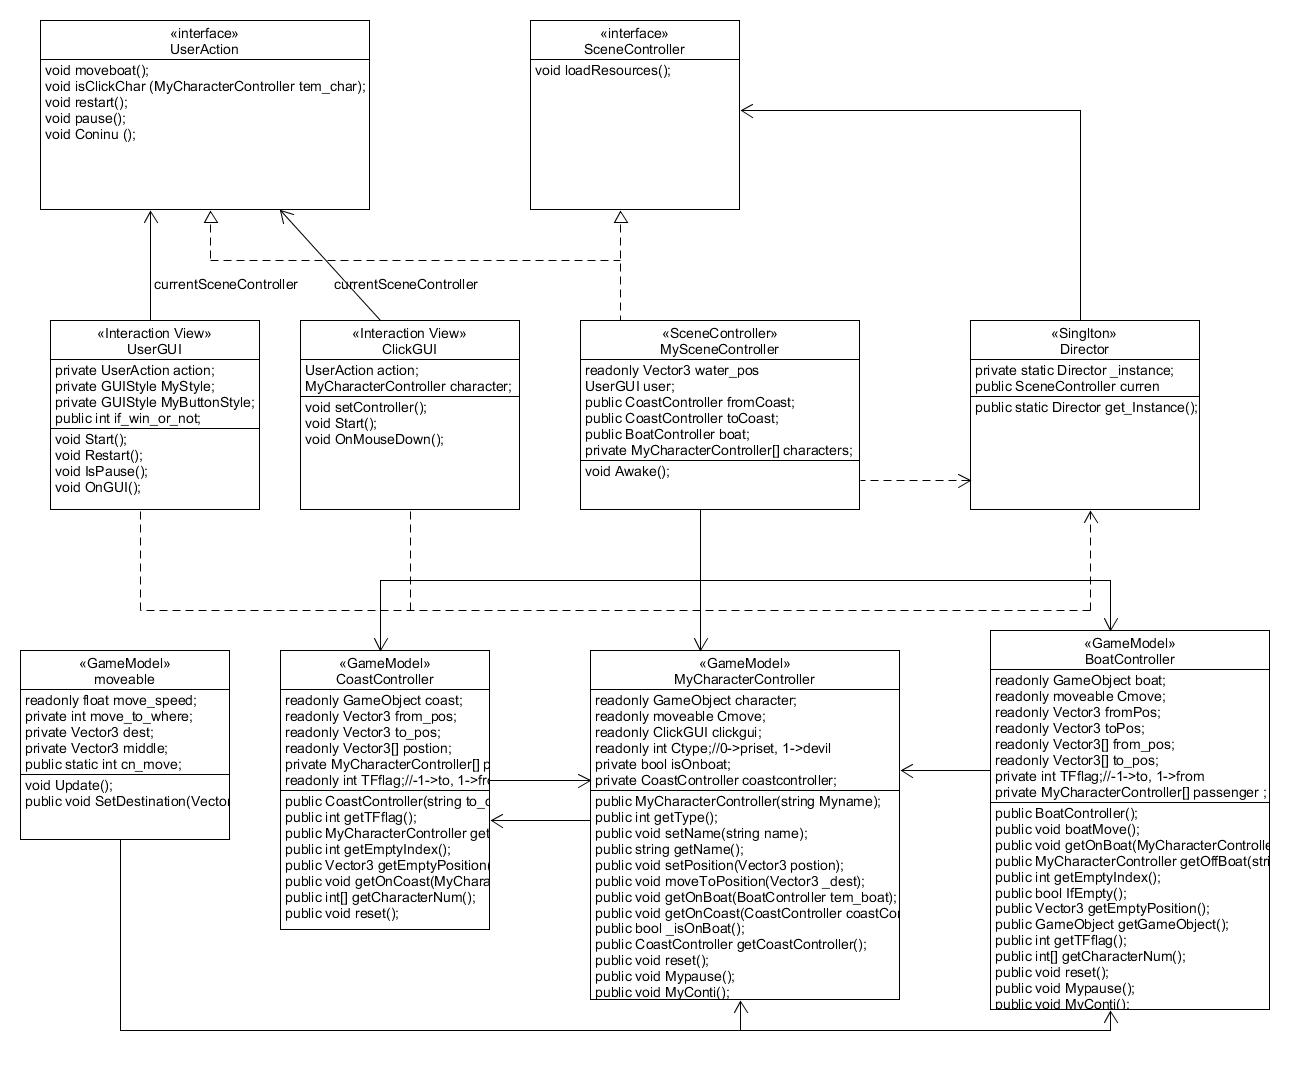 «interface»
UserAction
void moveboat();
void isClickChar (MyCharacterController tem_char);
void restart();
void pause();
void Coninu ();
«interface»
SceneController
void loadResources();
currentSceneController
currentSceneController
«Interaction View»
UserGUI
private UserAction action;
private GUIStyle MyStyle;
private GUIStyle MyButtonStyle;
public int if_win_or_not;
void Start();
void Restart();
void IsPause();
void OnGUI();
«Interaction View»
ClickGUI
UserAction action;
MyCharacterController character;
void setController();
void Start();
void OnMouseDown();
«SceneController»
MySceneController
readonly Vector3 water_pos
UserGUI user;
public CoastController fromCoast;
public CoastController toCoast;
public BoatController boat;
private MyCharacterController[] characters;
void Awake();
«Singlton»
Director
private static Director _instance;
public SceneController curren
public static Director get_Instance();
«GameModel»
moveable
readonly float move_speed;
private int move_to_where;
private Vector3 dest;
private Vector3 middle;
public static int cn_move;
void Update();
public void SetDestination(Vector
«GameModel»
CoastController
readonly GameObject coast;
readonly Vector3 from_pos;
readonly Vector3 to_pos;
readonly Vector3[] postion;
private MyCharacterController[] p
readonly int TFflag;//-1->to, 1->fro
public CoastController(string to_o
public int getTFflag();
public MyCharacterController get
public int getEmptyIndex();
public Vector3 getEmptyPosition(
public void getOnCoast(MyChara
public int[] getCharacterNum();
public void reset();
«GameModel»
MyCharacterController
readonly GameObject character;
readonly moveable Cmove;
readonly ClickGUI clickgui;
readonly int Ctype;//0->priset, 1->devil
private bool isOnboat;
private CoastController coastcontroller;
public MyCharacterController(string Myname);
public int getType();
public void setName(string name);
public string getName();
public void setPosition(Vector3 postion);
public void moveToPosition(Vector3 _dest);
public void getOnBoat(BoatController tem_boat);
public void getOnCoast(CoastController coastCo
public bool _isOnBoat();
public CoastController getCoastController();
public void reset();
public void Mypause();
public void MyConti();
«GameModel»
BoatController
readonly GameObject boat;
readonly moveable Cmove;
readonly Vector3 fromPos;
readonly Vector3 toPos;
readonly Vector3[] from_pos;
readonly Vector3[] to_pos;
private int TFflag;//-1->to, 1->from
private MyCharacterController[] passenger ;
public BoatController();
public void boatMove();
public void getOnBoat(MyCharacterControlle
public MyCharacterController getOffBoat(stri
public int getEmptyIndex();
public bool IfEmpty();
public Vector3 getEmptyPosition();
public GameObject getGameObject();
public int getTFflag();
public int[] getCharacterNum();
public void reset();
public void Mypause();
public void MyConti();